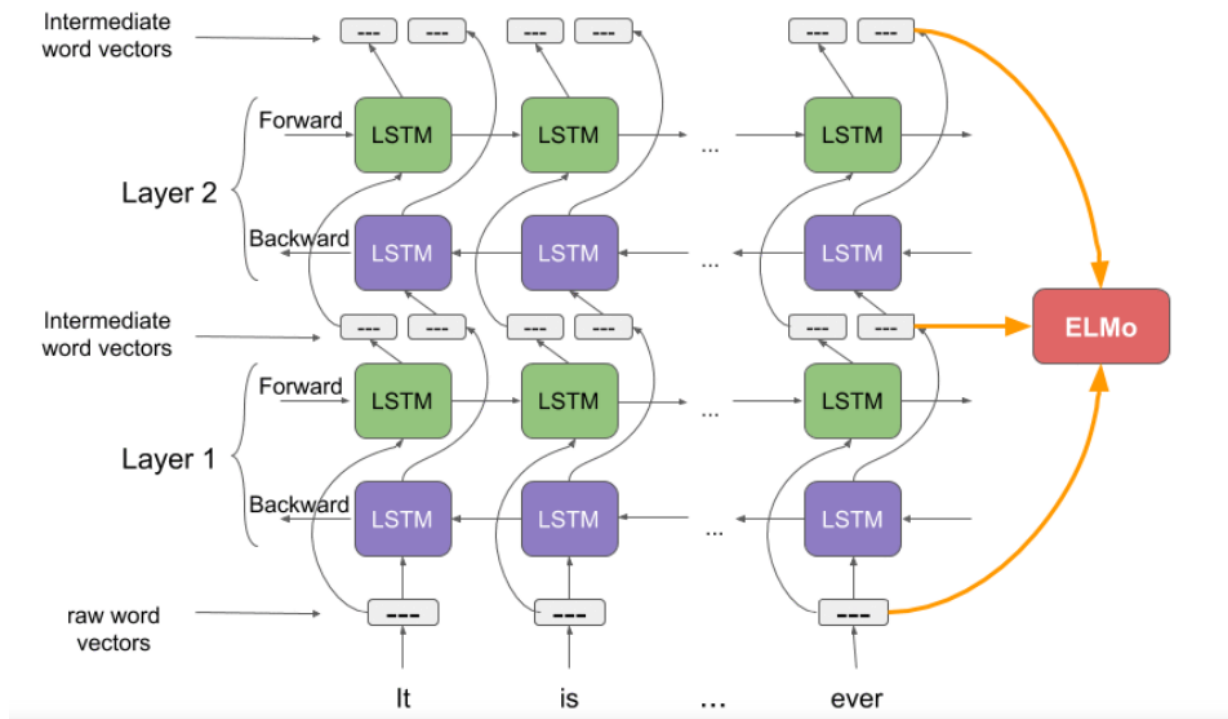 Intermediate
word vectors
--- --- --- --- --- ---
Forward
LSTM LSTM ... LSTM
Layer 2
Backward
LSTM LSTM ... LSTM
Intermediate
word vectors
--- --- --- --- --- ---
ELMo
Forward
LSTM LSTM ... LSTM
Layer 1
Backward
LSTM LSTM ... LSTM
raw word
vectors
--- --- ---
It is ... ever